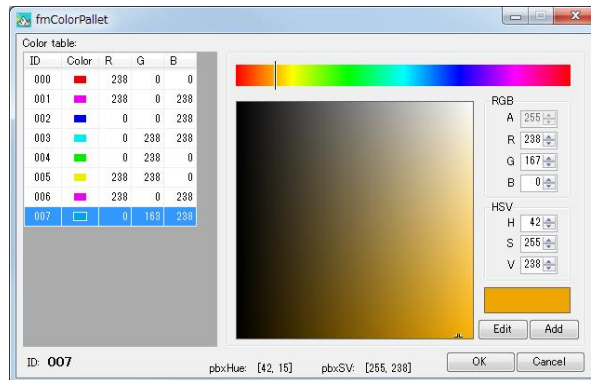 fmColorPallet
Color table:
ID Color R G B
000 238 0 0
001 238 0 238
002 0 0 238
003 0 238 238
004 0 238 0
005 238 238 0
006 238 0 238
007 0 163 238
RGB
A 255
R 238
G 167
B 0
HSV
H 42
S 255
V 238
Edit Add
ID: 007
pbxHue: [42, 15] pbxSV: [255, 238]
OK Cancel